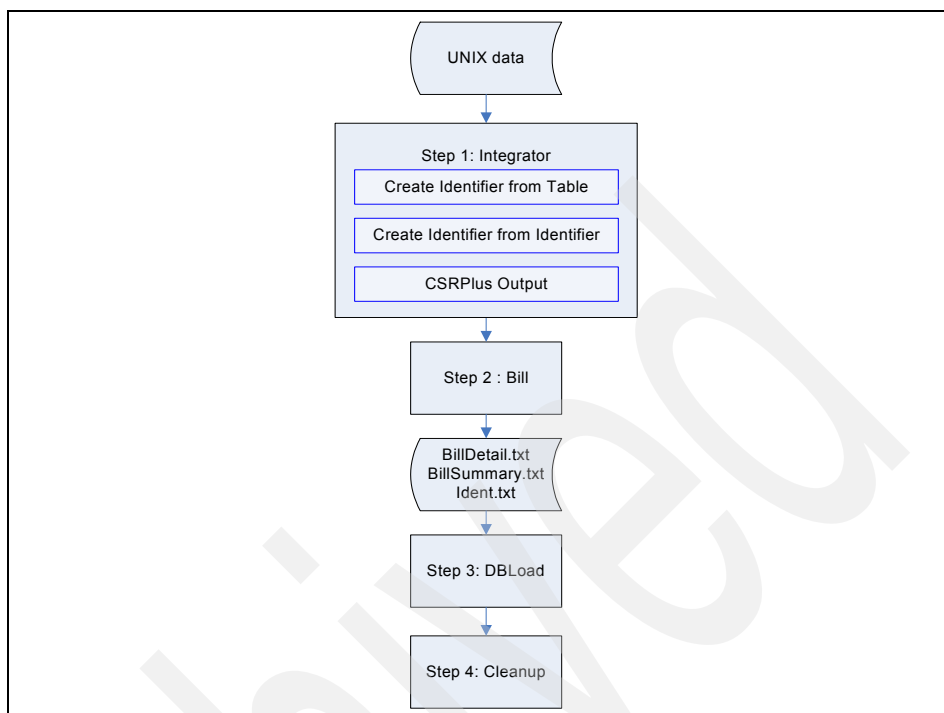 UNIX data
Step 1: Integrator
Create Identifier from Table
Create Identifier from Identifier
CSRPlus Output
Step 2 : Bill
BillDetail.txt
BillSummary.txt
Ident.txt
Step 3: DBLoad
Step 4: Cleanup
hived